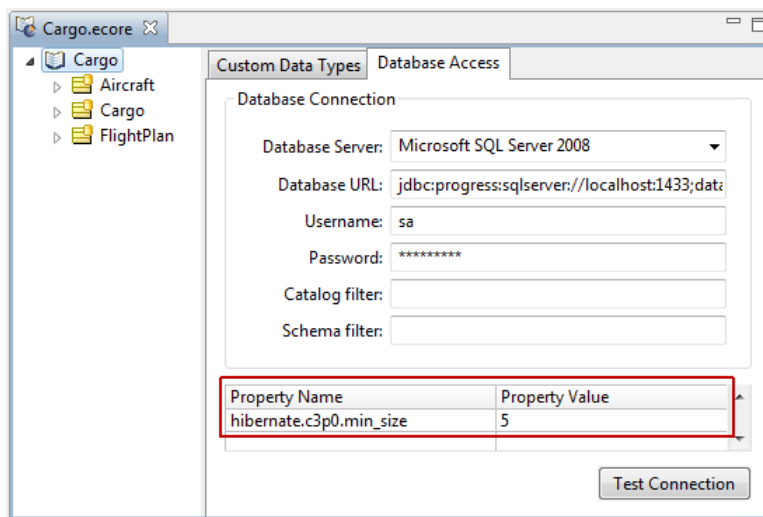 Cargo.ecore
Cargo
Aircraft
Cargo
FlightPlan
Custom Data Types
Database Access
Database Connection
Database Server: Microsoft SQL Server 2008
Database URL: jdbc:progress:sqlserver://localhost:1433;data
Username: sa
Password: *********
Catalog filter:
Schema filter:
Property Name Property Value
hibernate.c3p0.min_size 5
Test Connection